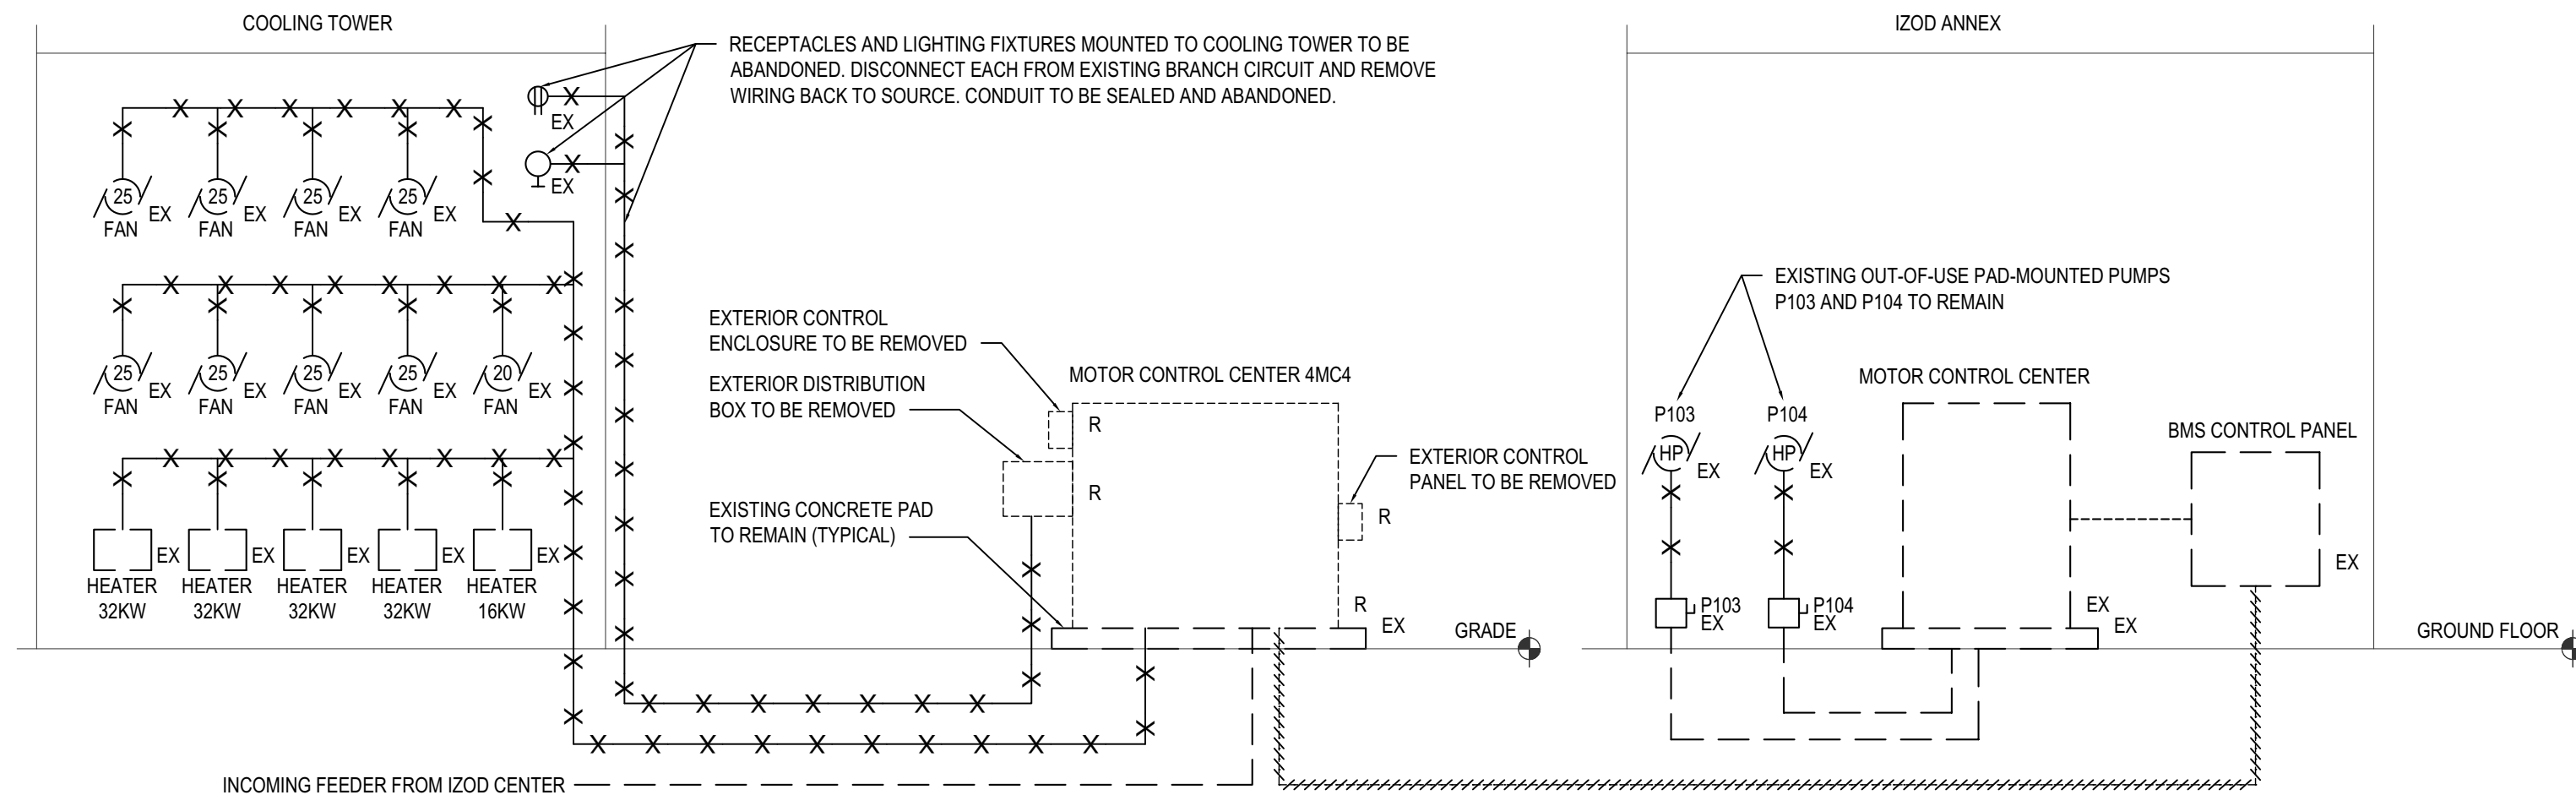 COOLING TOWER
IZOD ANNEX
RECEPTACLES AND LIGHTING FIXTURES MOUNTED TO COOLING TOWER TO BE
ABANDONED. DISCONNECT EACH FROM EXISTING BRANCH CIRCUIT AND REMOVE
WIRING BACK TO SOURCE. CONDUIT TO BE SEALED AND ABANDONED.
EX
EX
25 EX 25 EX 25 EX 25 EX
FAN FAN FAN FAN
25 EX 25 EX 25 EX 25 EX 20 EX
FAN FAN FAN FAN FAN
EX EX EX EX EX
HEATER HEATER HEATER HEATER HEATER
32KW 32KW 32KW 32KW 16KW
EXTERIOR CONTROL
ENCLOSURE TO BE REMOVED
EXTERIOR DISTRIBUTION
BOX TO BE REMOVED
EXISTING CONCRETE PAD
TO REMAIN (TYPICAL)
MOTOR CONTROL CENTER 4MC4
R
R
EXTERIOR CONTROL
PANEL TO BE REMOVED
R
R
EX
GRADE
INCOMING FEEDER FROM IZOD CENTER
EXISTING OUT-OF-USE PAD-MOUNTED PUMPS
P103 AND P104 TO REMAIN
P103 P104
HP EX HP EX
P103 P104
EX EX
MOTOR CONTROL CENTER
EX
EX
BMS CONTROL PANEL
EX
GROUND FLOOR